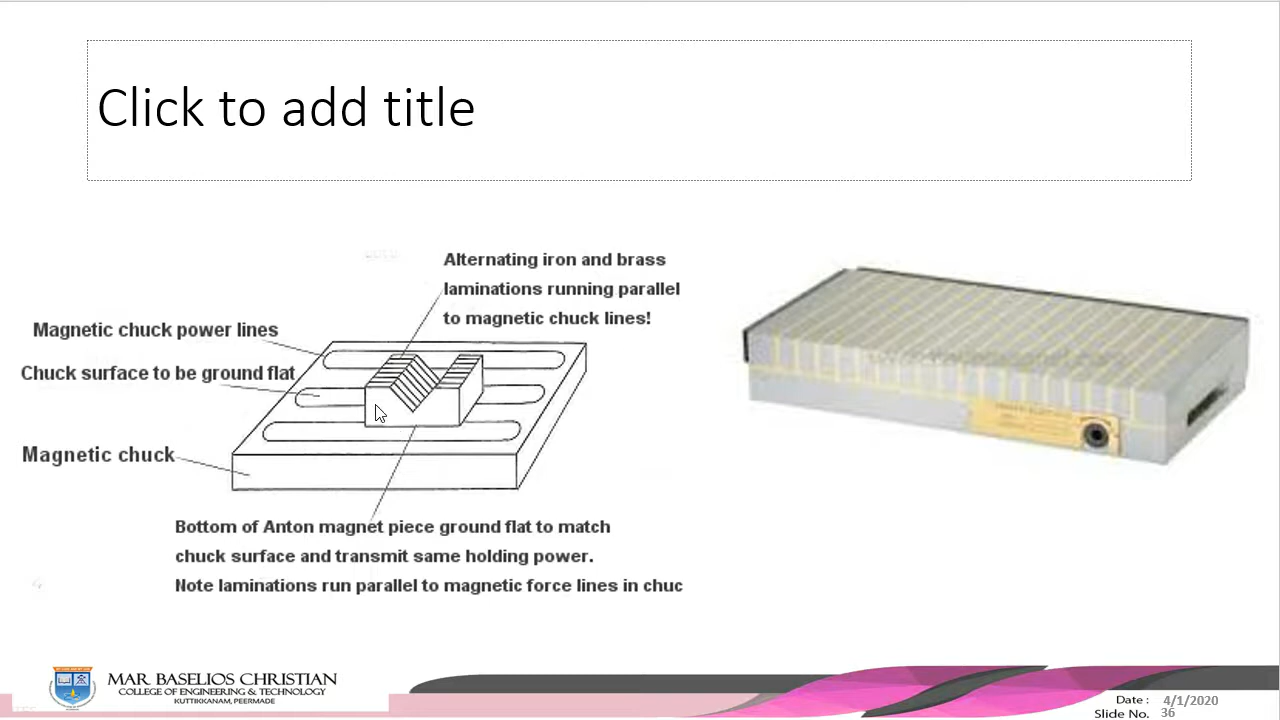 Click to add title
Alternating iron and brass
laminations running parallel
to magnetic chuck lines!
Magnetic chuck power lines
Chuck surface to be ground flat
Magnetic chuck
Bottom of Anton magnet piece ground flat to match
chuck surface and transmit same holding power.
Note laminations run parallel to magnetic force lines in chuc
MAR BASELIOS CHRISTIAN
COLLEGE OF ENGINEERING & TECHNOLOGY
KUTTIKKANAM, PEERMADE
Date : 4/1/2020
Slide No. 36